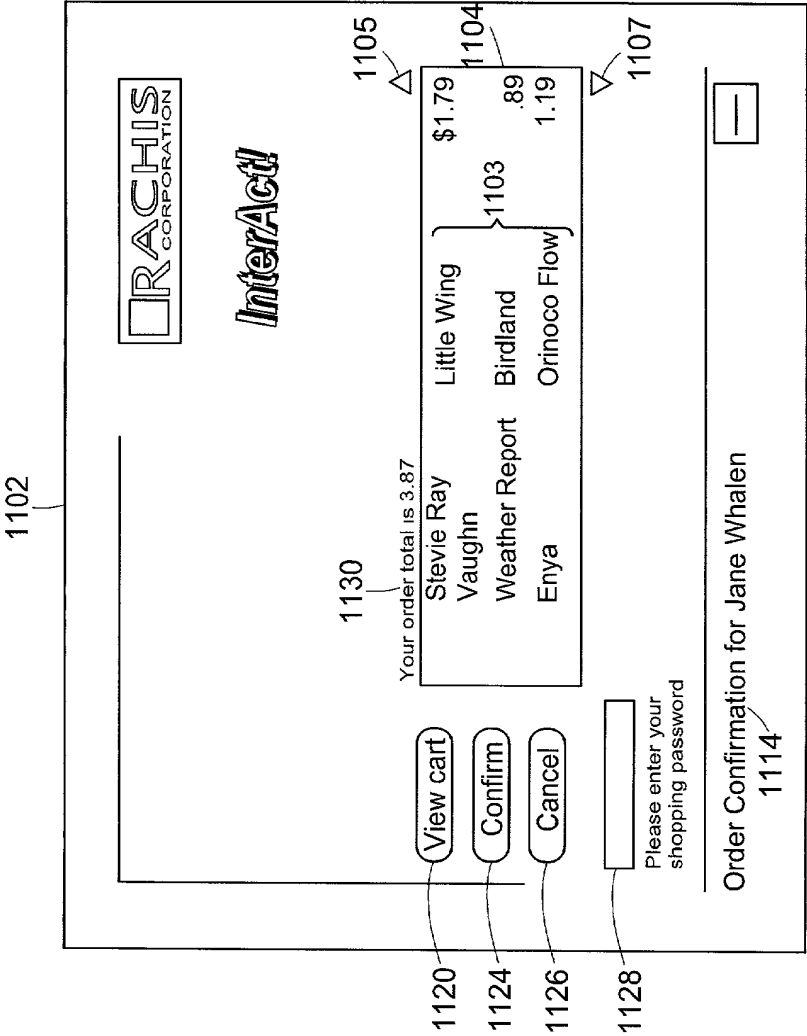 1102
RACHIS
CORPORATION
InterAct!
1130
Your order total is 3.87
1105
1120
View cart
Stevie Ray
Vaughn
Little Wing
$1.79
1104
1124
Confirm
Weather Report
Birdland
1103
.89
1126
Cancel
Enya
Orinoco Flow
1.19
1107
1128
Please enter your
shopping password
Order Confirmation for Jane Whalen
1114